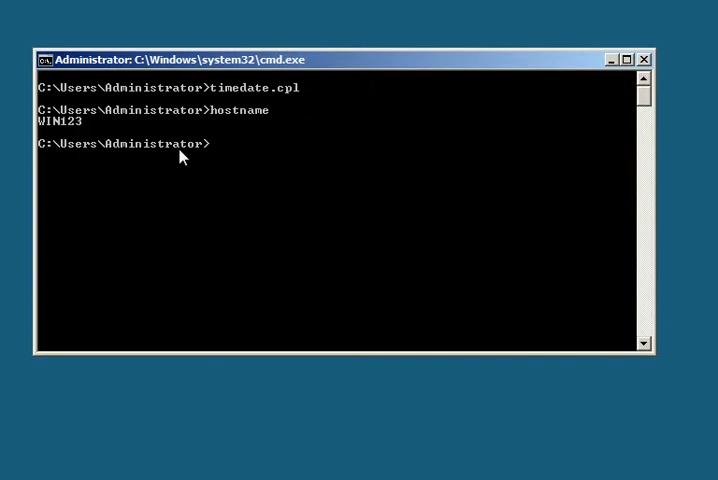 Administrator: C:\Windows\system32\cmd.exe
C:\Users\Administrator>timedate.cpl
C:\Users\Administrator>hostname
WIN123
C:\Users\Administrator>